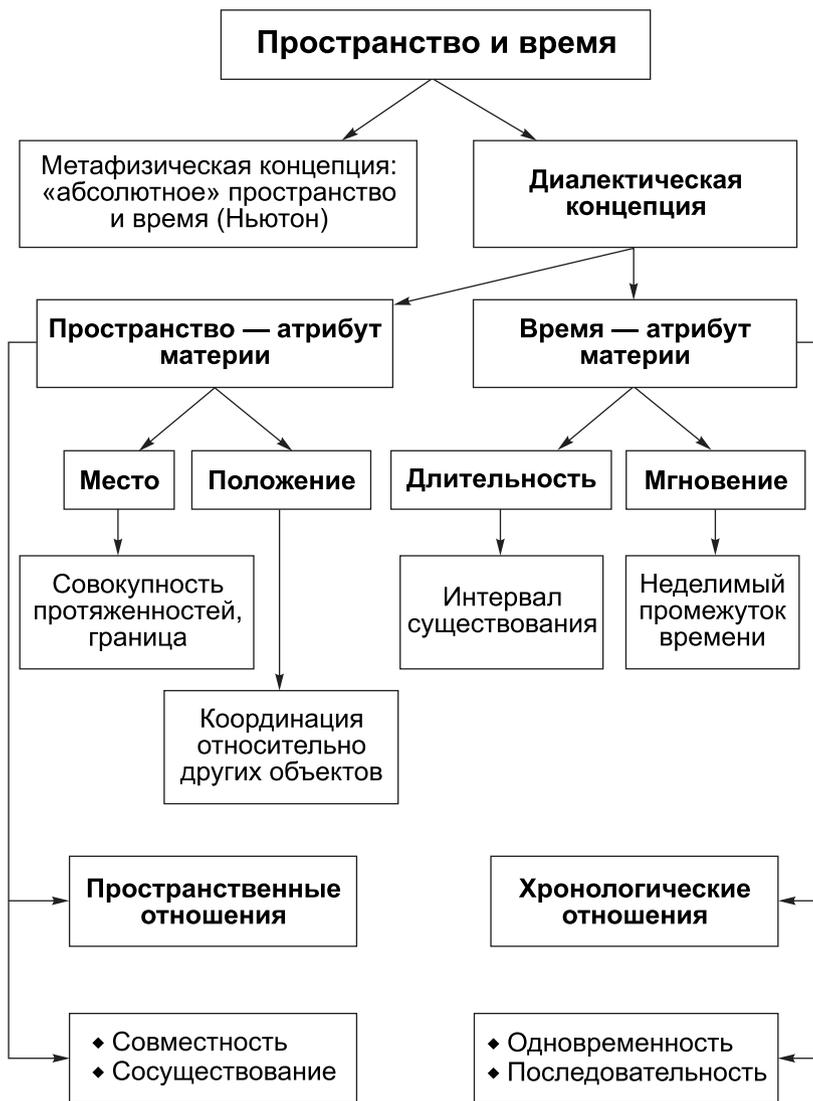 Пространство и время
Метафизическая концепция:
«абсолютное» пространство
и время (Ньютон)
Диалектическая
концепция
Пространство — атрибут
материи
Время — атрибут
материи
Место
Положение
Длительность
Мгновение
Совокупность
протяженностей,
граница
Интервал
существования
Неделимый
промежуток
времени
Координация
относительно
других объектов
Пространственные
отношения
Хронологические
отношения
◆ Совместность
◆ Сосуществование
◆ Одновременность
◆ Последовательность